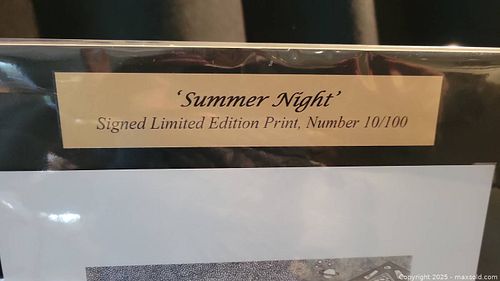 ‘Summer Night’
Signed Limited Edition Print, Number 10/100
Copyright 2025 - maxsold.com